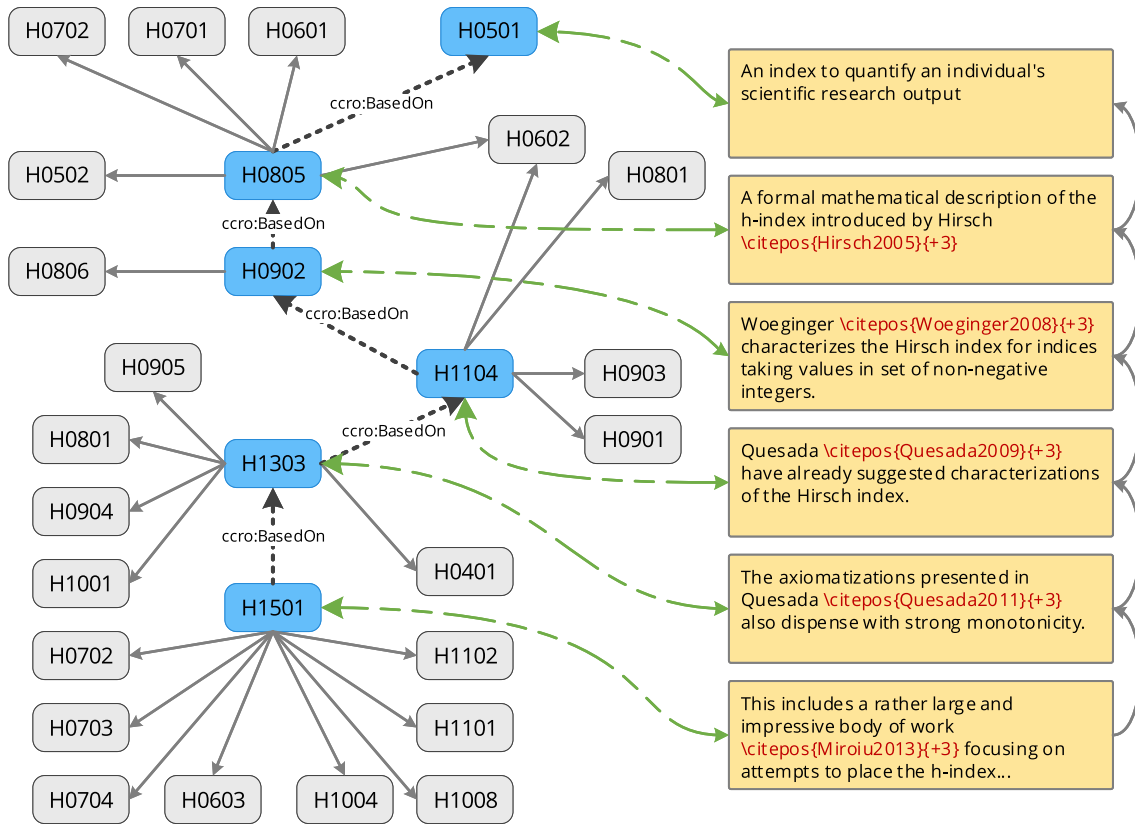 H0702
H0701
H0601
H0501
ccro:BasedOn
H0602
H0801
H0502
H0805
ccro:BasedOn
H0806
H0902
ccro:BasedOn
H0905
H1104
H0903
H0901
ccro:BasedOn
H0801
H1303
H0904
ccro:BasedOn
H1001
H0401
H1501
H0702
H1102
H0703
H1101
H0704
H0603
H1004
H1008
An index to quantify an individual's
scientific research output
A formal mathematical description of the
h-index introduced by Hirsch
\citepos{Hirsch2005}{+3}
Woeginger \citepos{Woeginger2008}{+3}
characterizes the Hirsch index for indices
taking values in set of non-negative
integers.
Quesada \citepos{Quesada2009}{+3}
have already suggested characterizations
of the Hirsch index.
The axiomatizations presented in
Quesada \citepos{Quesada2011}{+3}
also dispense with strong monotonicity.
This includes a rather large and
impressive body of work
\citepos{Miroiu2013}{+3} focusing on
attempts to place the h-index...